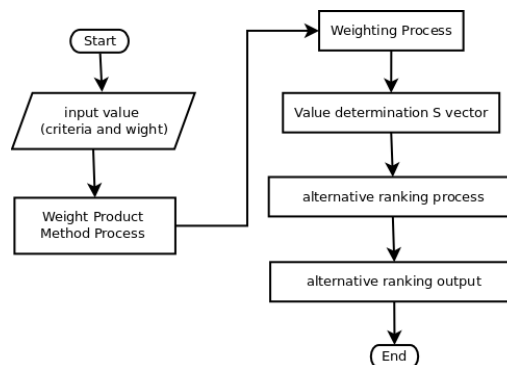 Start
input value
(criteria and wight)
Weight Product
Method Process
Weighting Process
Value determination S vector
alternative ranking process
alternative ranking output
End